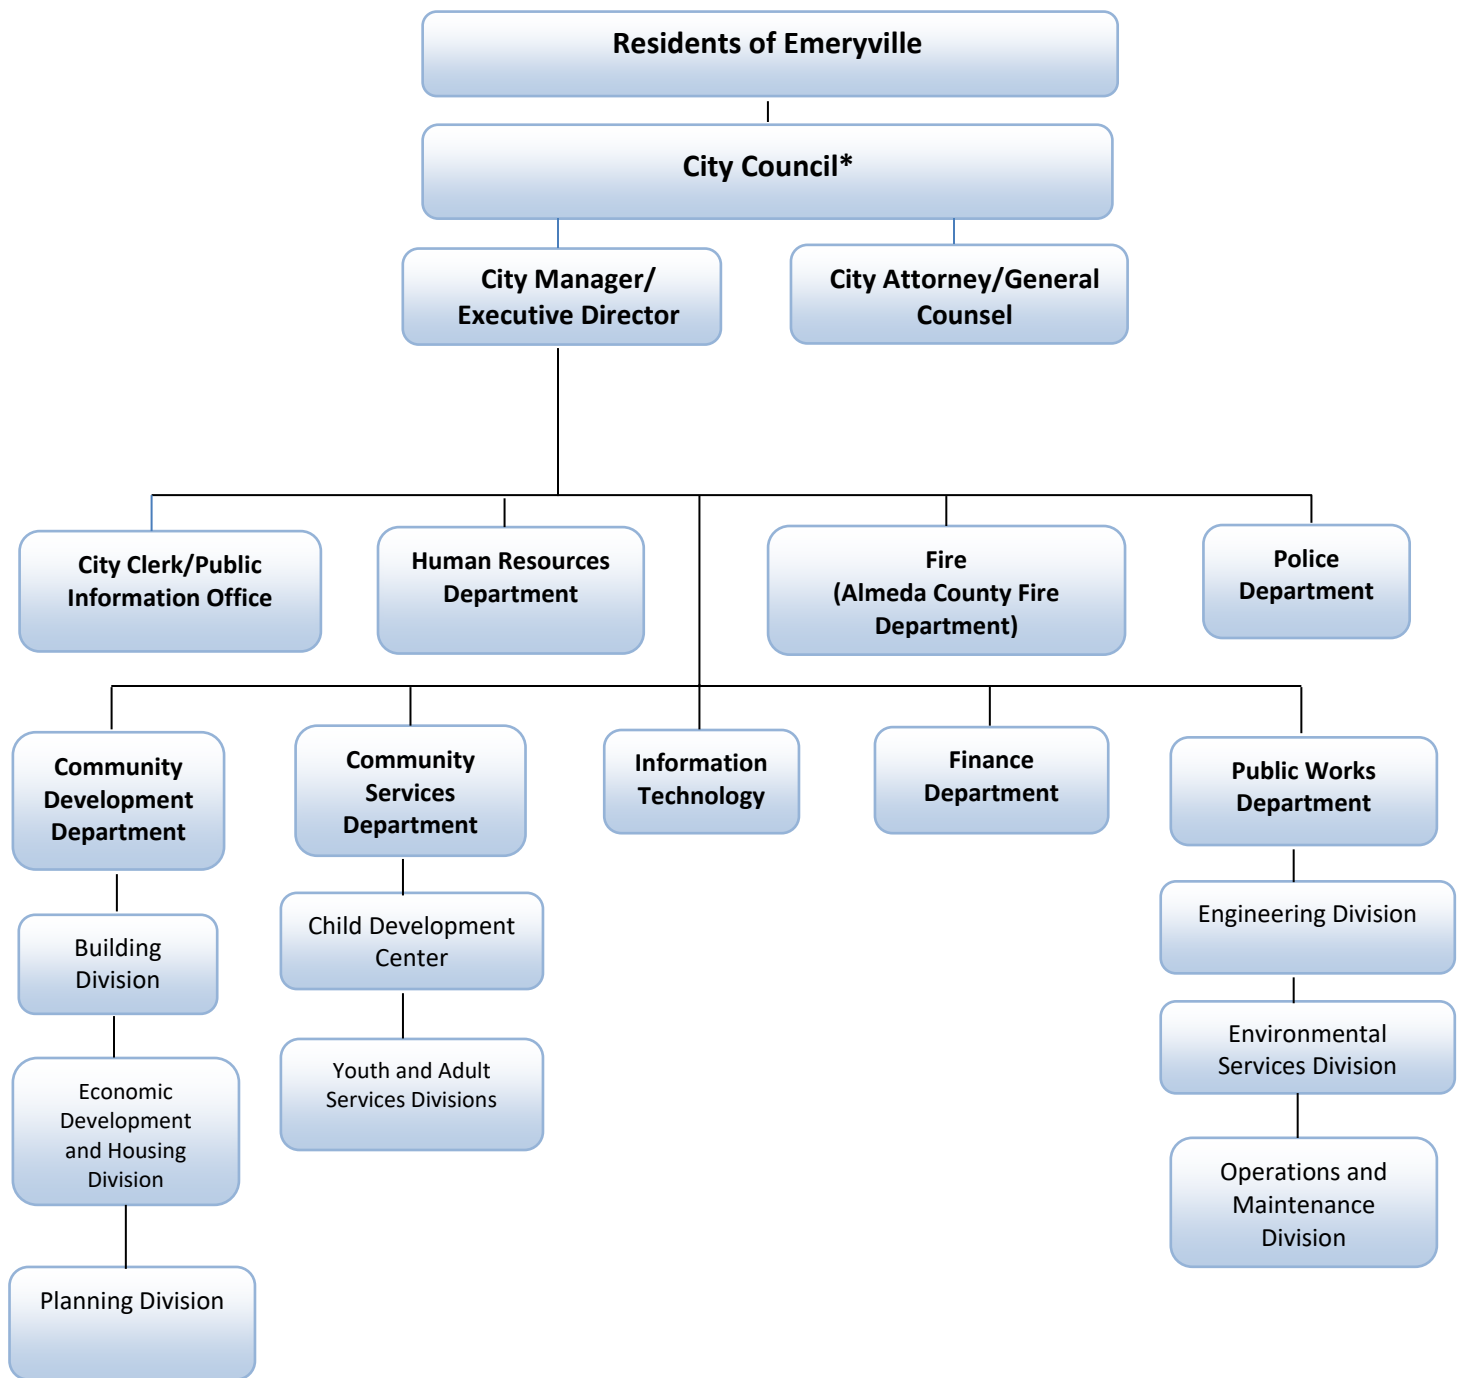 Residents of Emeryville
City Council*
City Manager/
Executive Director
City Attorney/General
Counsel
City Clerk/Public
Information Office
Human Resources
Department
Fire
(Almeda County Fire
Department)
Police
Department
Community
Development
Department
Community
Services
Department
Information
Technology
Finance
Department
Public Works
Department
Building
Division
Economic
Development
and Housing
Division
Planning Division
Child Development
Center
Youth and Adult
Services Divisions
Engineering Division
Environmental
Services Division
Operations and
Maintenance
Division